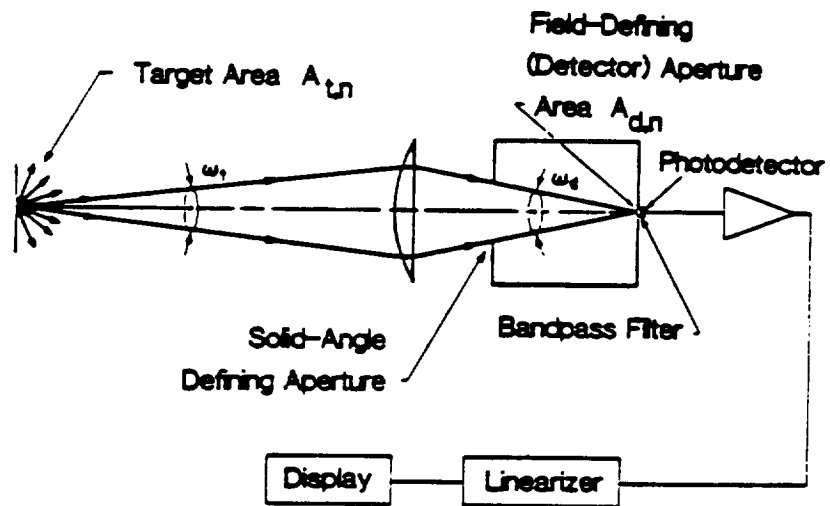 Field-Defining
(Detector) Aperture
Area A_d,n
Target Area A_t,n
Photodetector
ω_t
ω_d
Solid-Angle
Defining Aperture
Bandpass Filter
Display
Linearizer